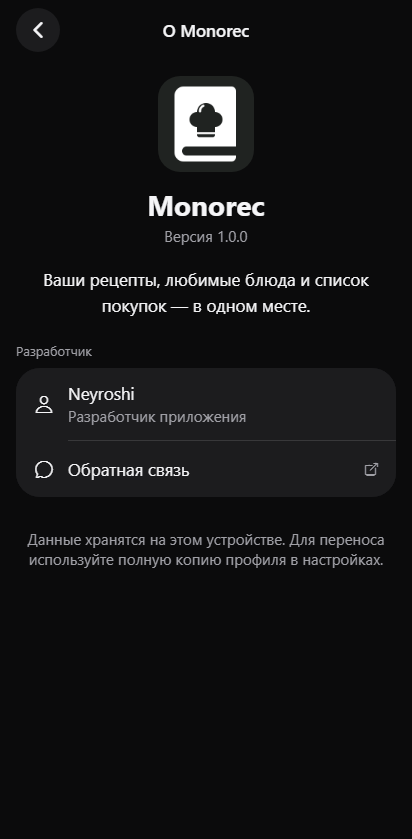 О Monorec
Monorec
Версия 1.0.0
Ваши рецепты, любимые блюда и список
покупок — в одном месте.
Разработчик
Neyroshi
Разработчик приложения
Обратная связь
Данные хранятся на этом устройстве. Для переноса
используйте полную копию профиля в настройках.